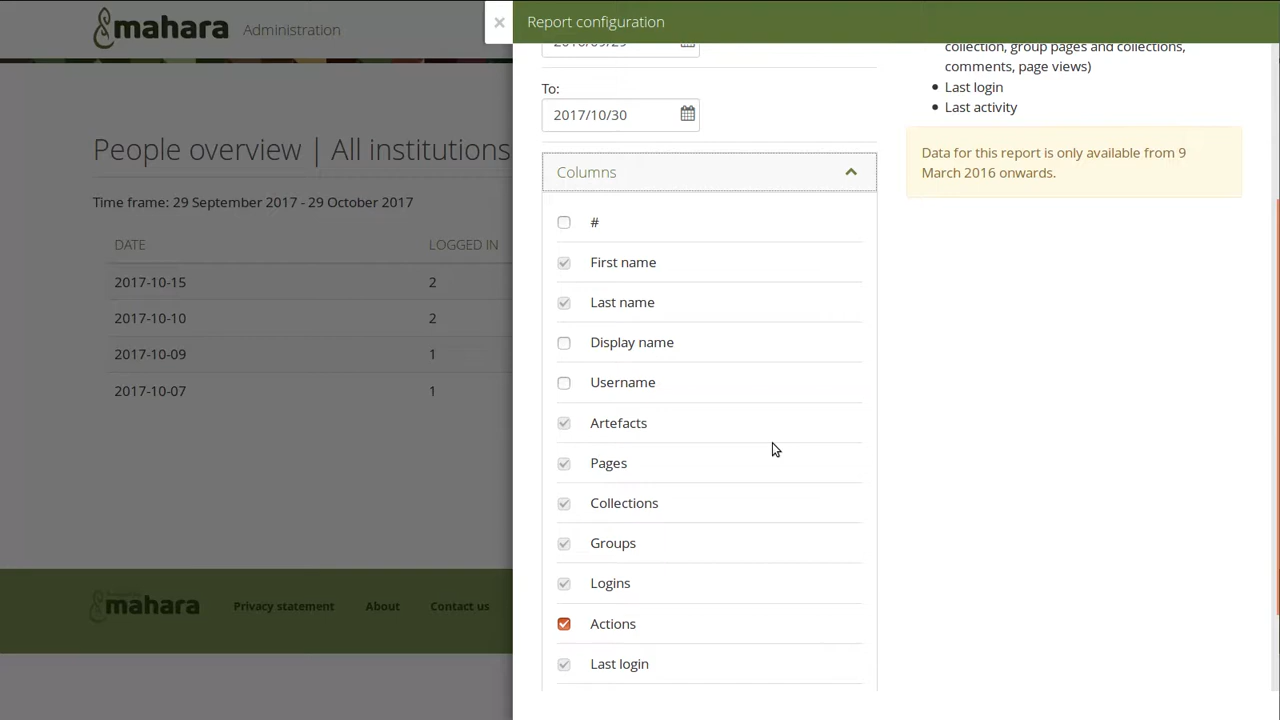 mahara Administration
× Report configuration
collection, group pages and collections,
comments, page views)
Last login
Last activity
To:
2017/10/30
Data for this report is only available from 9
March 2016 onwards.
People overview | All institutions
Time frame: 29 September 2017 - 29 October 2017
DATE LOGGED IN
2017-10-15 2
2017-10-10 2
2017-10-09 1
2017-10-07 1
Columns
#
First name
Last name
Display name
Username
Artefacts
Pages
Collections
Groups
Logins
Actions
Last login
mahara Privacy statement About Contact us